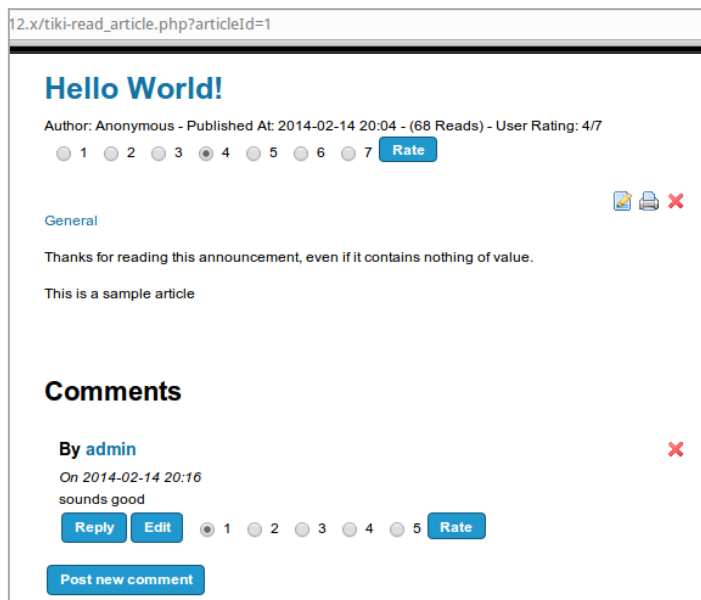 12.x/tiki-read_article.php?articleId=1
Hello World!
Author: Anonymous - Published At: 2014-02-14 20:04 - (68 Reads) - User Rating: 4/7
1 2 3 4 5 6 7 Rate
General
Thanks for reading this announcement, even if it contains nothing of value.
This is a sample article
Comments
By admin
On 2014-02-14 20:16
sounds good
Reply Edit 1 2 3 4 5 Rate
Post new comment